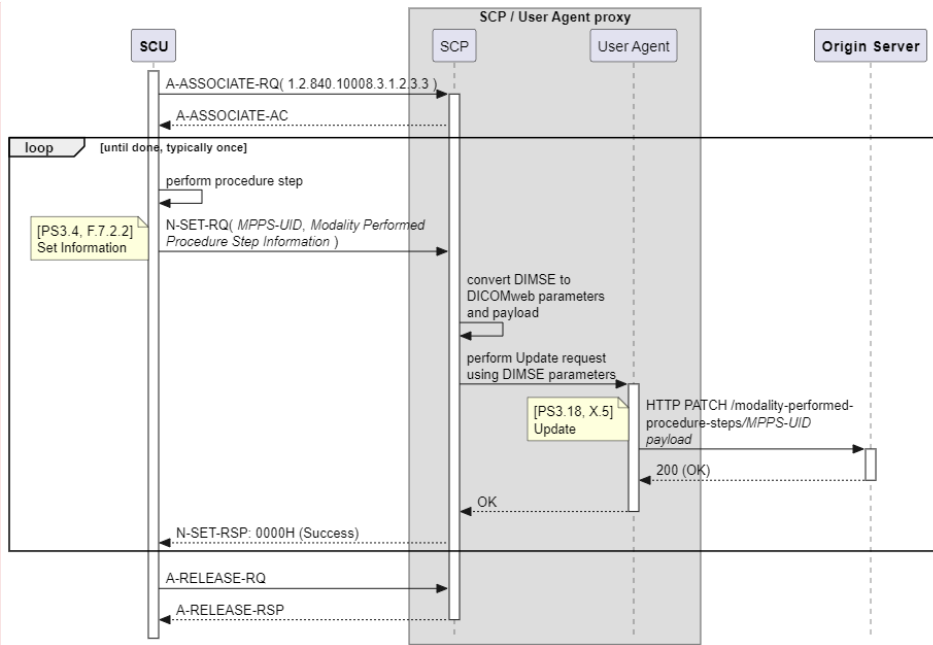 SCP / User Agent proxy
SCU
SCP
User Agent
Origin Server
A-ASSOCIATE-RQ( 1.2.840.10008.3.1.2.3.3 )
A-ASSOCIATE-AC
loop
[until done, typically once]
perform procedure step
[PS3.4, F.7.2.2]
Set Information
N-SET-RQ( MPPS-UID, Modality Performed
Procedure Step Information )
convert DIMSE to
DICOMweb parameters
and payload
perform Update request
using DIMSE parameters
[PS3.18, X.5]
Update
HTTP PATCH /modality-performed-
procedure-steps/MPPS-UID
payload
200 (OK)
OK
N-SET-RSP: 0000H (Success)
A-RELEASE-RQ
A-RELEASE-RSP